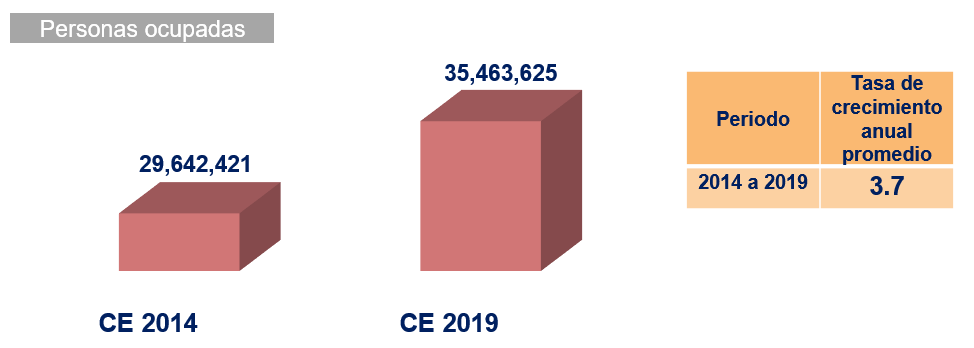 Personas ocupadas
35,463,625
29,642,421
CE 2014
CE 2019
Periodo
Tasa de
crecimiento
anual
promedio
2014 a 2019
3.7